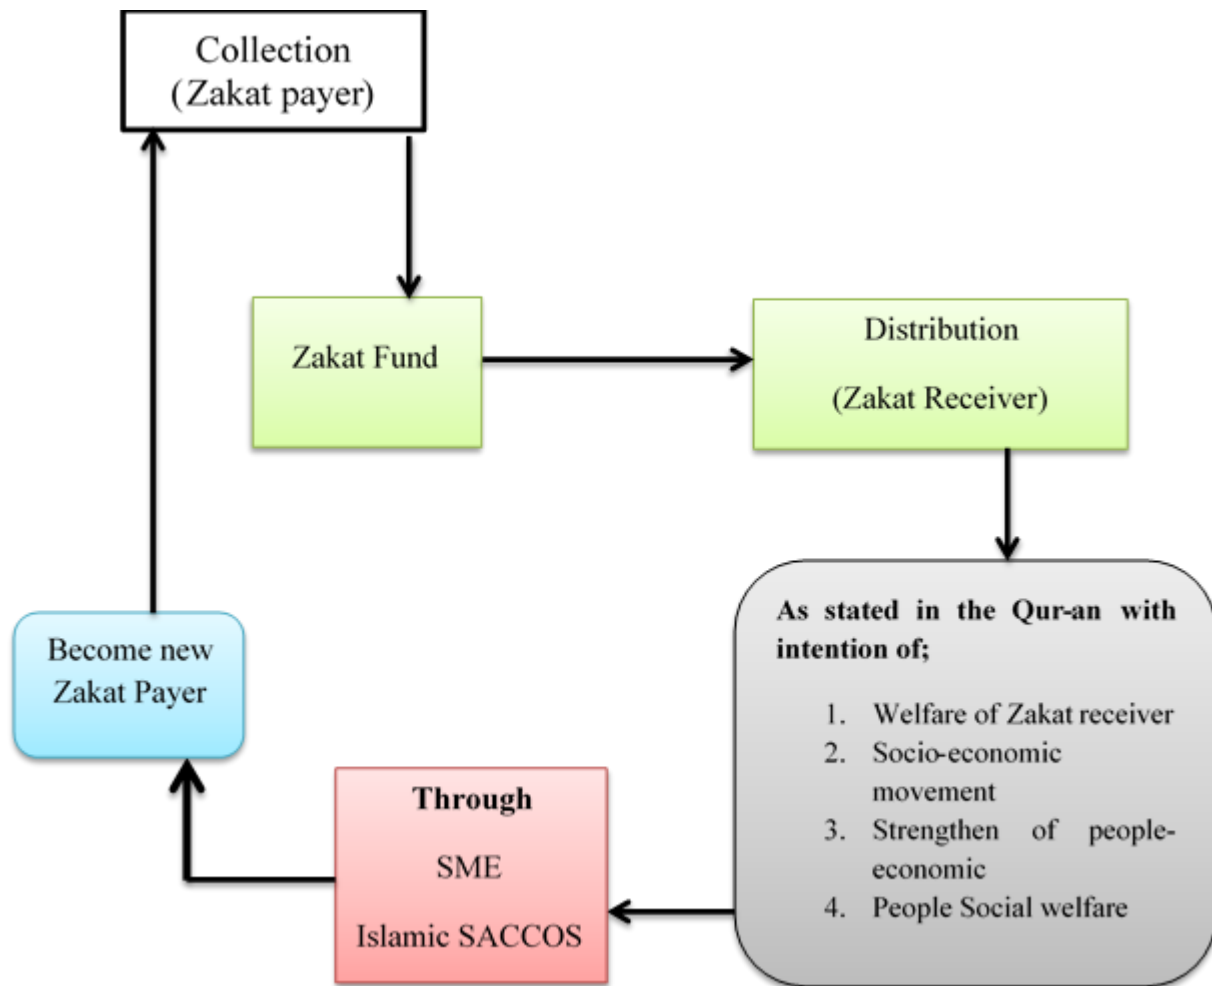 Collection
(Zakat payer)
Zakat Fund
Distribution
(Zakat Receiver)
As stated in the Qur-an with
intention of;
1. Welfare of Zakat receiver
2. Socio-economic
movement
3. Strengthen of people-
economic
4. People Social welfare
Through
SME
Islamic SACCOS
Become new
Zakat Payer